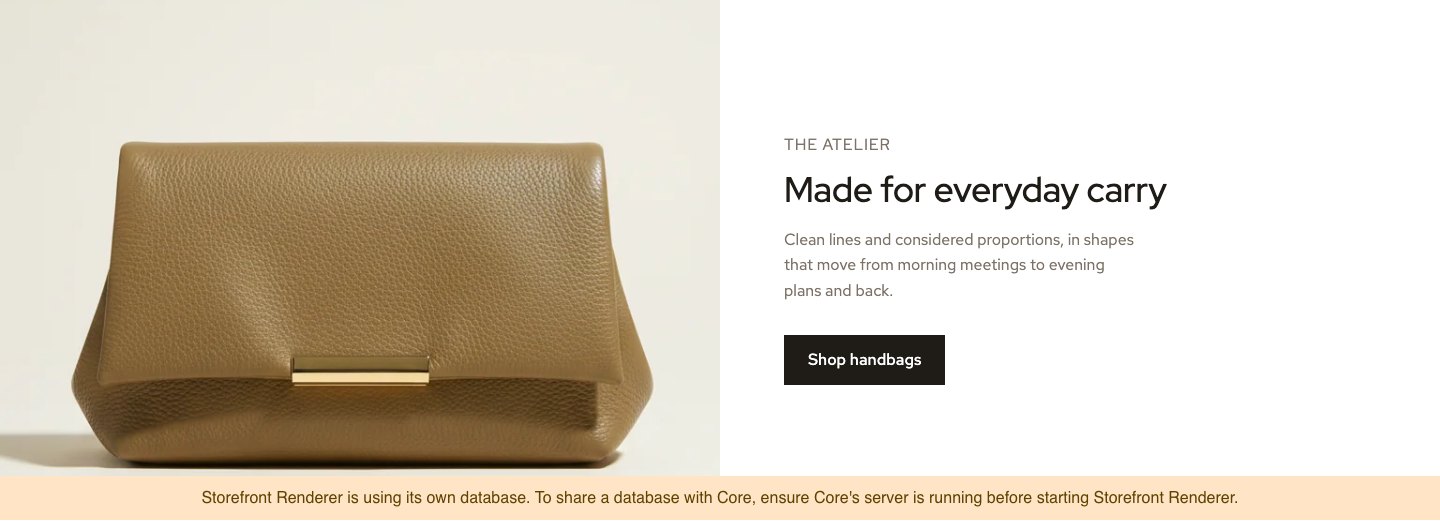 THE ATELIER
Made for everyday carry
Clean lines and considered proportions, in shapes
that move from morning meetings to evening
plans and back.
Shop handbags
Storefront Renderer is using its own database. To share a database with Core, ensure Core's server is running before starting Storefront Renderer.